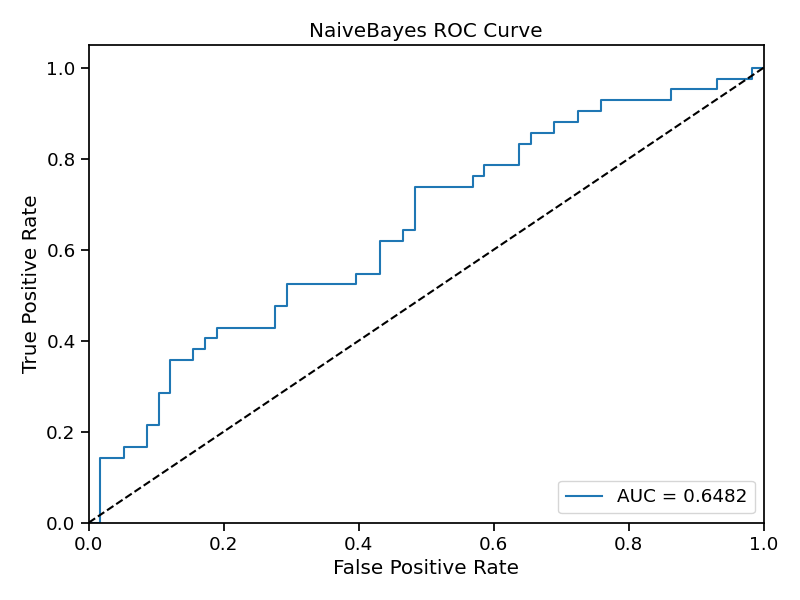 NaiveBayes ROC Curve
True Positive Rate
1.0
0.8
0.6
0.4
0.2
0.0
AUC = 0.6482
0.0 0.2 0.4 0.6 0.8 1.0
False Positive Rate